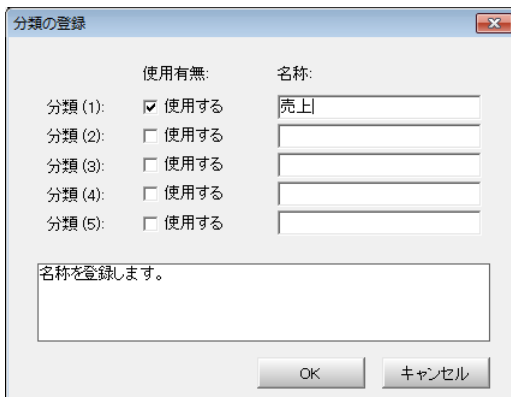 分類の登録
使用有無: 名称:
分類(1): 使用する 売上
分類(2): 使用する
分類(3): 使用する
分類(4): 使用する
分類(5): 使用する
名称を登録します。
OK キャンセル